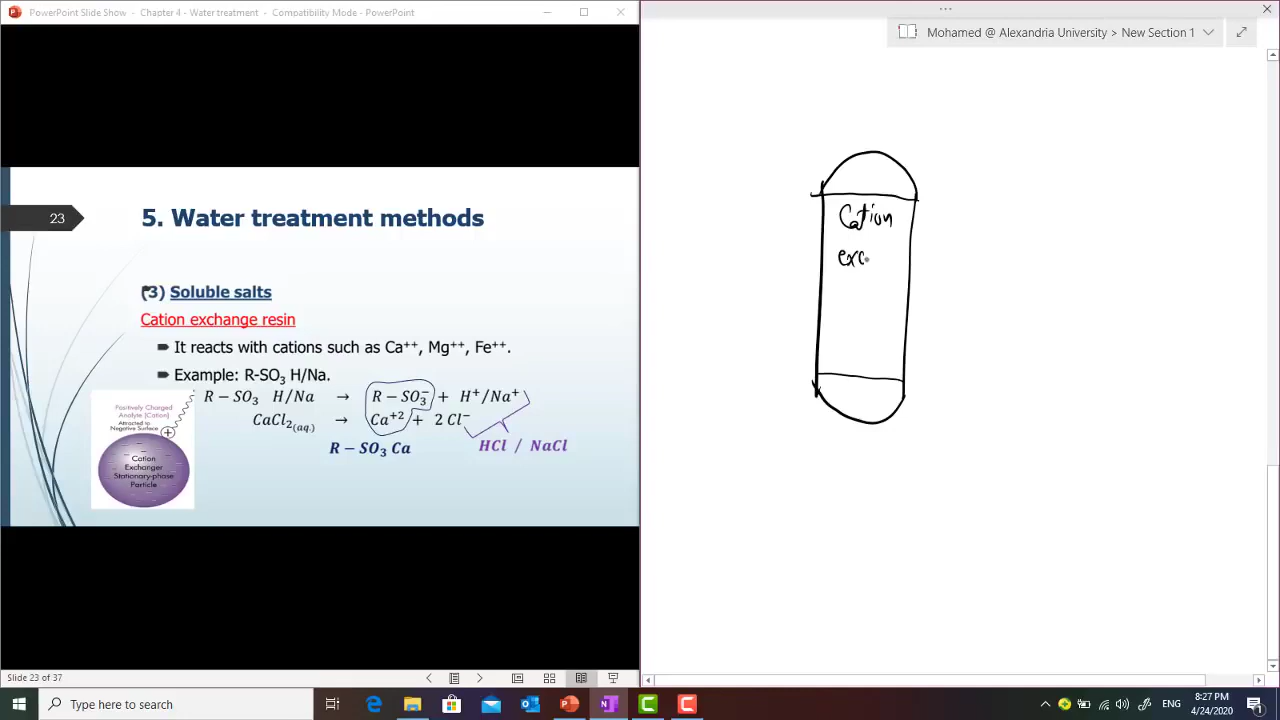 PowerPoint Slide Show - Chapter 4 - Water treatment - Compatibility Mode - PowerPoint
Mohamed @ Alexandria University > New Section 1
23
5. Water treatment methods
(3) Soluble salts
Cation exchange resin
It reacts with cations such as Ca⁺⁺, Mg⁺⁺, Fe⁺⁺.
Example: R-SO₃ H/Na.
R − SO₃ H/Na → R − SO₃⁻ + H⁺/Na⁺
CaCl₂(aq.) → Ca⁺² + 2 Cl⁻
R − SO₃ Ca HCl / NaCl
Positively Charged
Analyte (Cation)
Attracted to
Negative Surface
+
Cation
Exchanger
Stationary-phase
Particle
Cation
exc
Slide 23 of 37
Type here to search
ENG
8:27 PM
4/24/2020